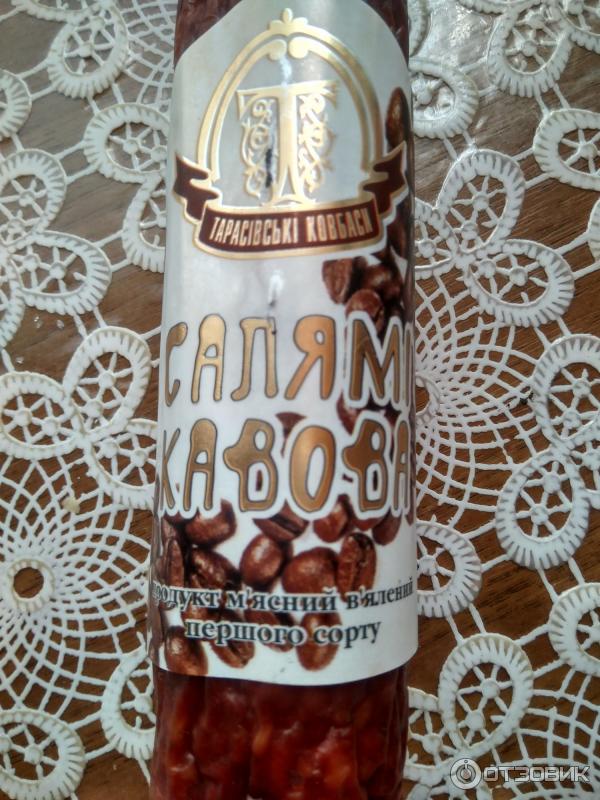 Т
ТАРАСІВСЬКІ КОВБАСИ
САЛЯМІ
КАВОВА
продукт м'ясний в'ялений
першого сорту
ОТЗОВИК